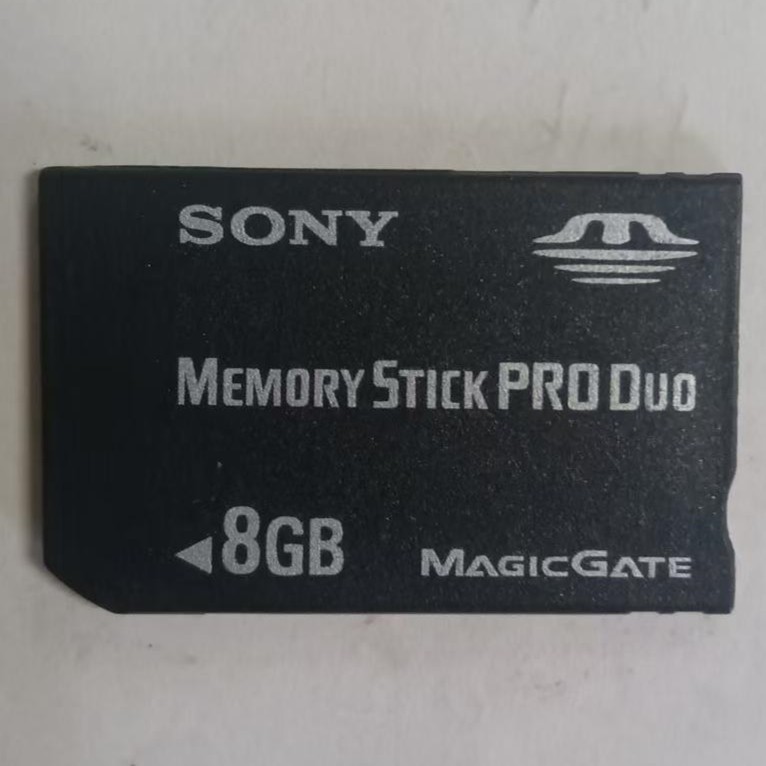 SONY
MEMORY STICK PRO DUO
◀8GB MAGICGATE